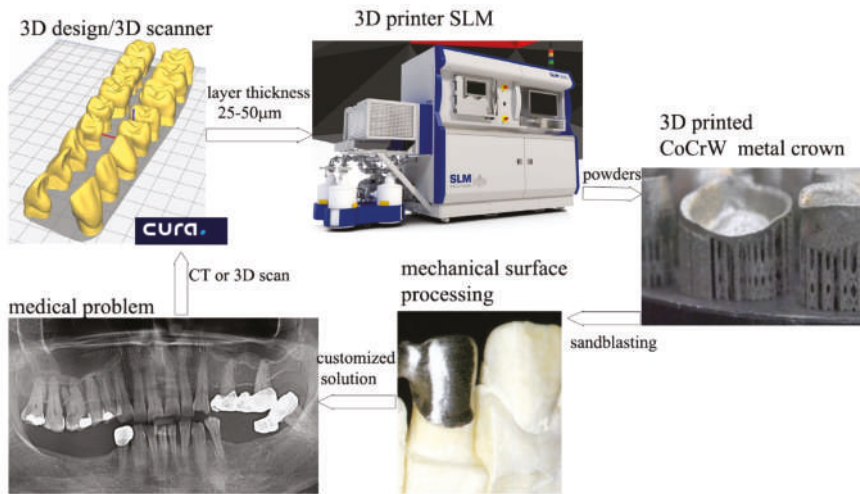 3D design/3D scanner
3D printer SLM
layer thickness
25-50μm
3D printed
CoCrW metal crown
SLM
powders
cura.
CT or 3D scan
mechanical surface
processing
medical problem
sandblasting
customized
solution